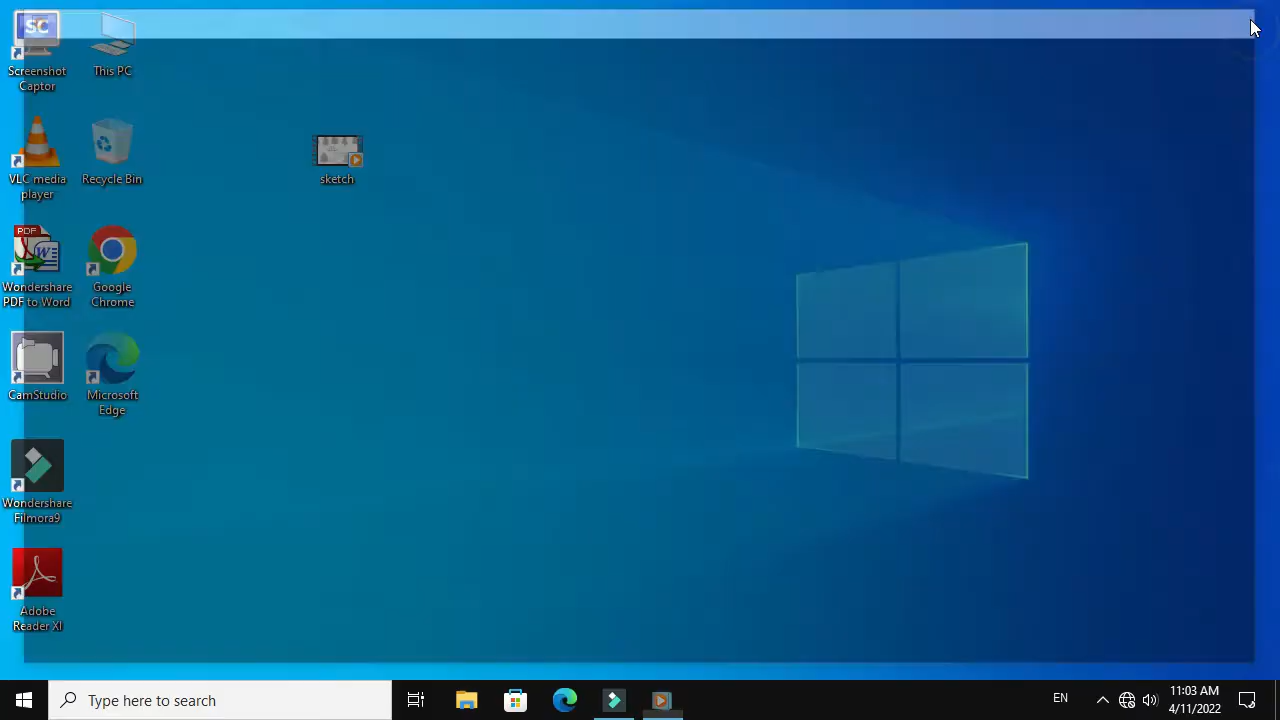 SC
Screenshot
Captor
This PC
VLC media
player
Recycle Bin
sketch
PDF
W
Wondershare
PDF to Word
Google
Chrome
CamStudio
Microsoft
Edge
Wondershare
Filmora9
Adobe
Reader XI
Type here to search
EN
11:03 AM
4/11/2022